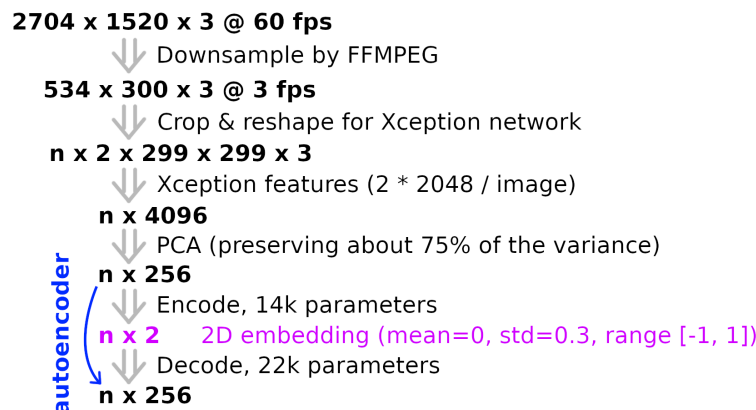 2704 x 1520 x 3 @ 60 fps
Downsample by FFMPEG
534 x 300 x 3 @ 3 fps
Crop & reshape for Xception network
n x 2 x 299 x 299 x 3
Xception features (2 * 2048 / image)
n x 4096
PCA (preserving about 75% of the variance)
n x 256
Encode, 14k parameters
n x 2 2D embedding (mean=0, std=0.3, range [-1, 1])
Decode, 22k parameters
n x 256
autoencoder